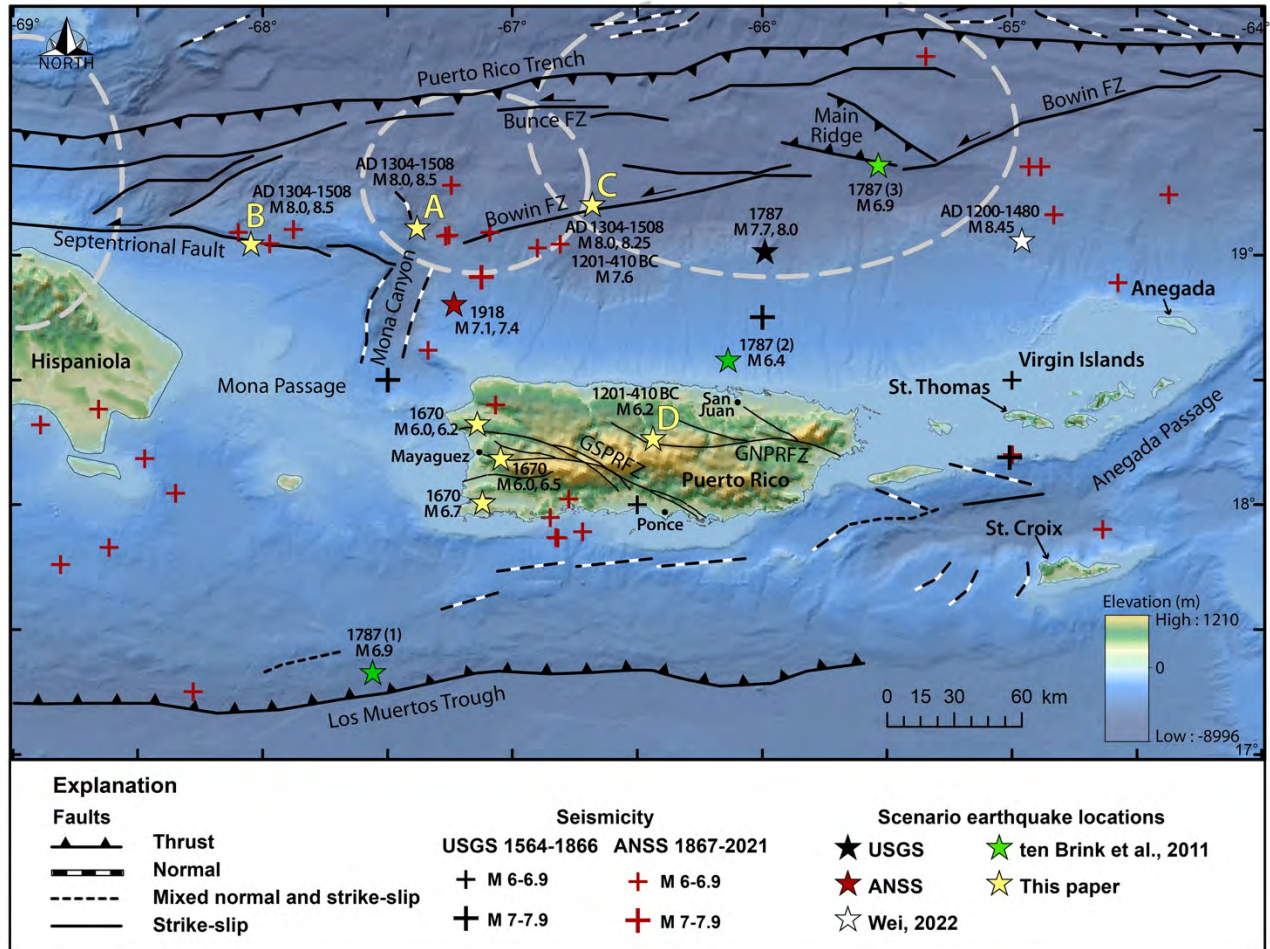 -69°
-68°
-67°
-66°
-65°
-64°
NORTH
Puerto Rico Trench
Bunce FZ
Main
Ridge
Bowin FZ
AD 1304-1508
M 8.0, 8.5
A
AD 1304-1508
M 8.0, 8.5
B
Septentrional Fault
C
Bowin FZ
AD 1304-1508
M 8.0, 8.25
1201-410 BC
M 7.6
1787
M 7.7, 8.0
1787 (3)
M 6.9
AD 1200-1480
M 8.45
19°
Mona Canyon
1918
M 7.1, 7.4
Anegada
Hispaniola
Mona Passage
1787 (2)
M 6.4
Virgin Islands
St. Thomas
1201-410 BC
M 6.2
D
San
Juan
1670
M 6.0, 6.2
Mayaguez
GSPRFZ
GNPRFZ
Puerto Rico
1670
M 6.0, 6.5
1670
M 6.7
Ponce
Anegada Passage
18°
St. Croix
1787 (1)
M 6.9
Los Muertos Trough
Elevation (m)
High : 1210
0
Low : -8996
0 15 30 60 km
17°
Explanation
Faults
Thrust
Normal
Mixed normal and strike-slip
Strike-slip
Seismicity
USGS 1564-1866 ANSS 1867-2021
M 6-6.9 M 6-6.9
M 7-7.9 M 7-7.9
Scenario earthquake locations
USGS ten Brink et al., 2011
ANSS This paper
Wei, 2022